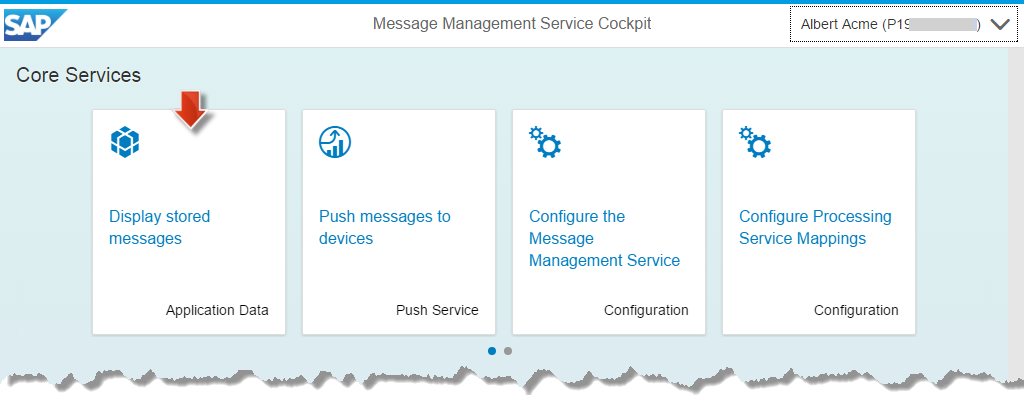 SAP
Message Management Service Cockpit
Albert Acme (P19 )
Core Services
Display stored
messages
Application Data
Push messages to
devices
Push Service
Configure the
Message
Management Service
Configuration
Configure Processing
Service Mappings
Configuration